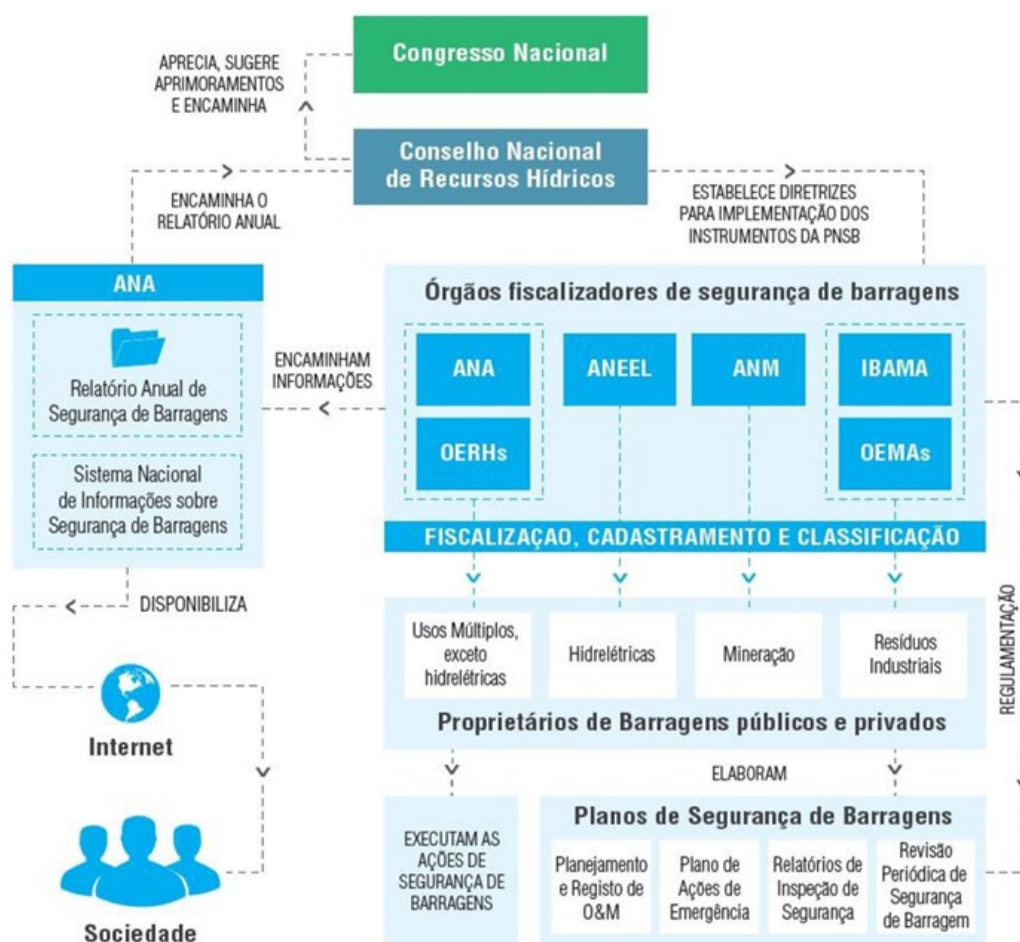 Congresso Nacional
APRECIA, SUGERE
APRIMORAMENTOS
E ENCAMINHA
Conselho Nacional
de Recursos Hídricos
ENCAMINHA O
RELATÓRIO ANUAL
ESTABELECE DIRETRIZES
PARA IMPLEMENTAÇÃO DOS
INSTRUMENTOS DA PNSB
ANA
Relatório Anual de
Segurança de Barragens
Sistema Nacional
de Informações sobre
Segurança de Barragens
ENCAMINHAM
INFORMAÇÕES
Órgãos fiscalizadores de segurança de barragens
ANA
ANEEL
ANM
IBAMA
OERHs
OEMAs
FISCALIZAÇAO, CADASTRAMENTO E CLASSIFICAÇÃO
DISPONIBILIZA
Internet
Sociedade
Usos Múltiplos,
exceto
hidrelétricas
Hidrelétricas
Mineração
Resíduos
Industriais
Proprietários de Barragens públicos e privados
REGULAMENTAÇÃO
ELABORAM
EXECUTAM AS
AÇÕES DE
SEGURANÇA DE
BARRAGENS
Planos de Segurança de Barragens
Planejamento
e Registo de
O&M
Plano de
Ações de
Emergência
Relatórios de
Inspeção de
Segurança
Revisão
Periódica de
Segurança
de Barragem